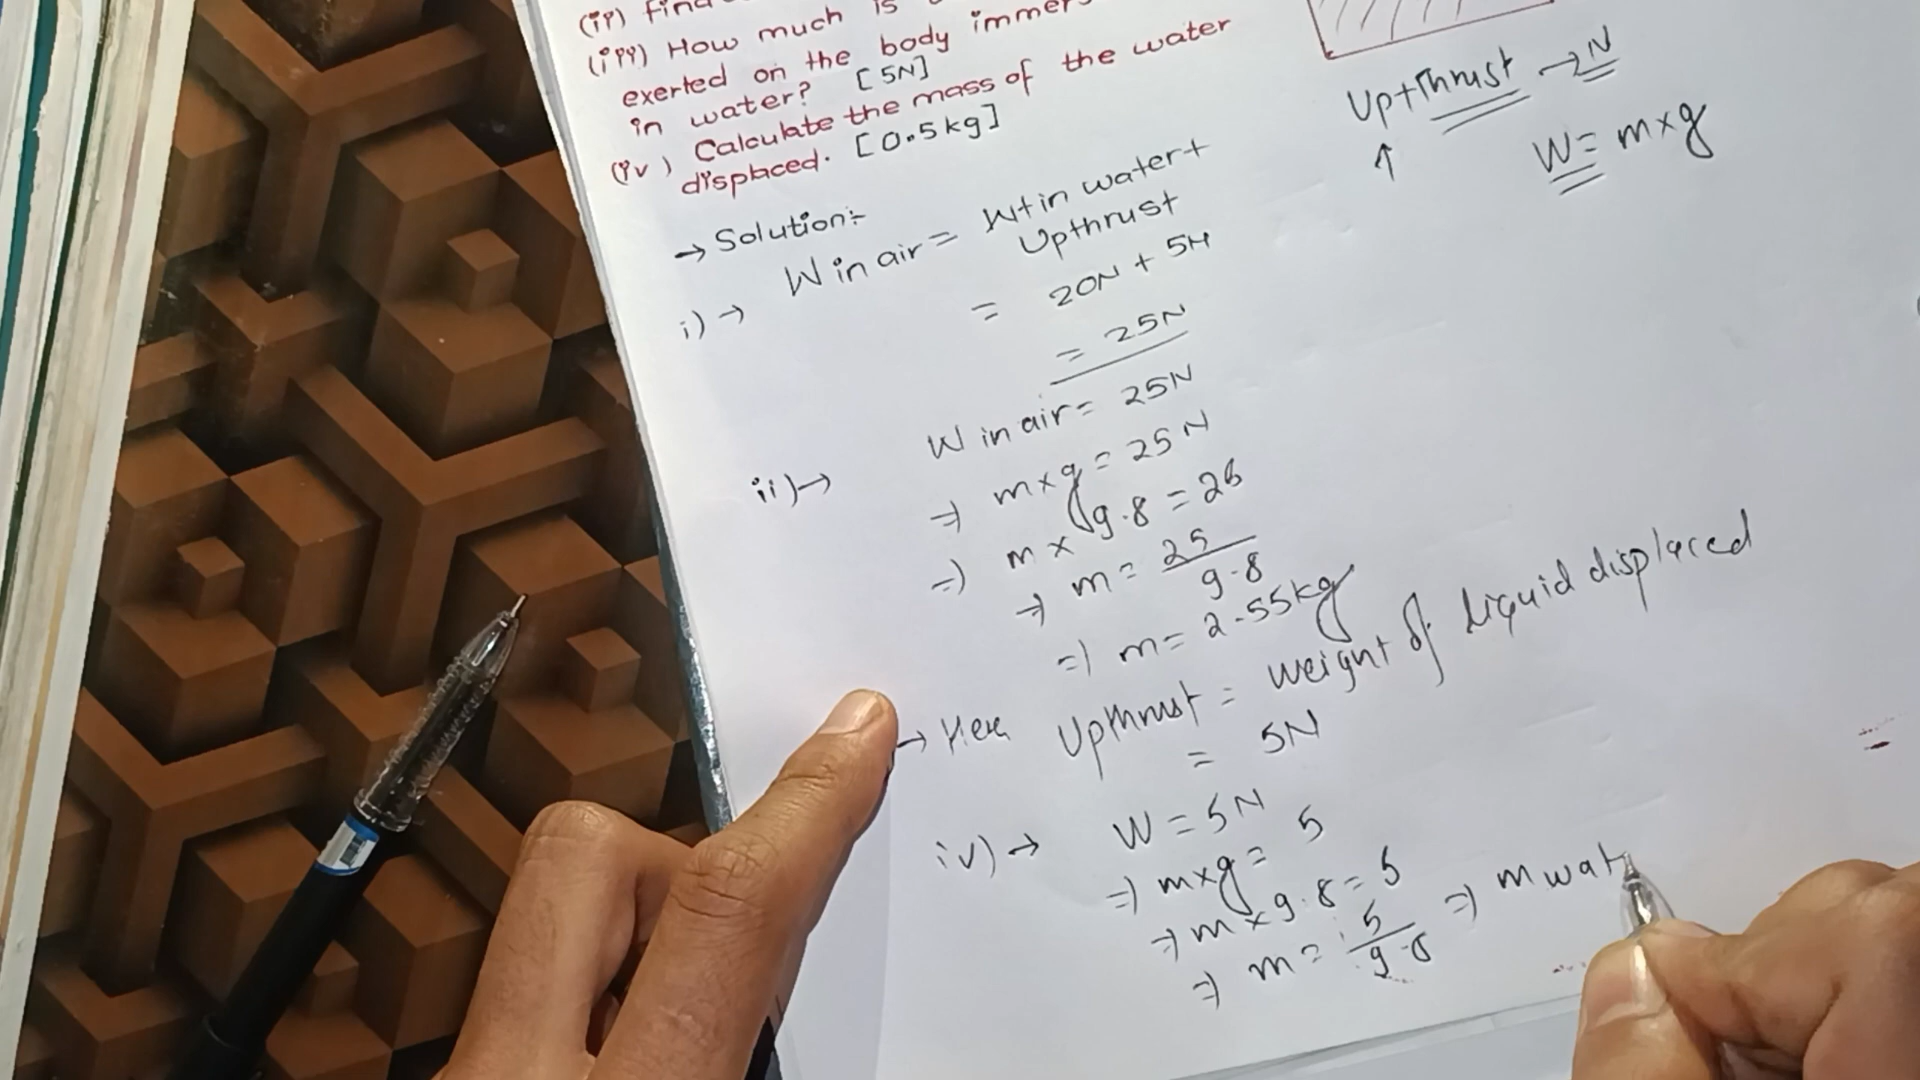 (iii) How much is
exerted on the body immer
in water? [5N]
(iv) Calculate the mass of the water
displaced. [0.5kg]
Upthrust → N
↑
W = m×g
→ Solution:-
i) → W in air = Wt in water +
Upthrust
= 20N + 5N
= 25N
ii) → W in air = 25N
⇒ m×g = 25N
⇒ m × 9.8 = 25
⇒ m = 25/9.8
⇒ m = 2.55kg
→ Here Upthrust = weight of liquid displaced
= 5N
iv) → W = 5N
⇒ m×g = 5
⇒ m × 9.8 = 5
⇒ m = 5/9.8 ⇒ m wat